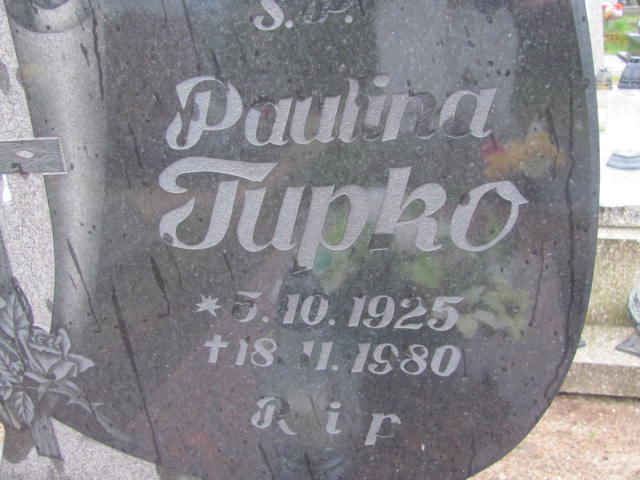 Ś. P.
Paulina
Tupko
* 5. 10. 1925
✝ 18. 11. 1980
R i p